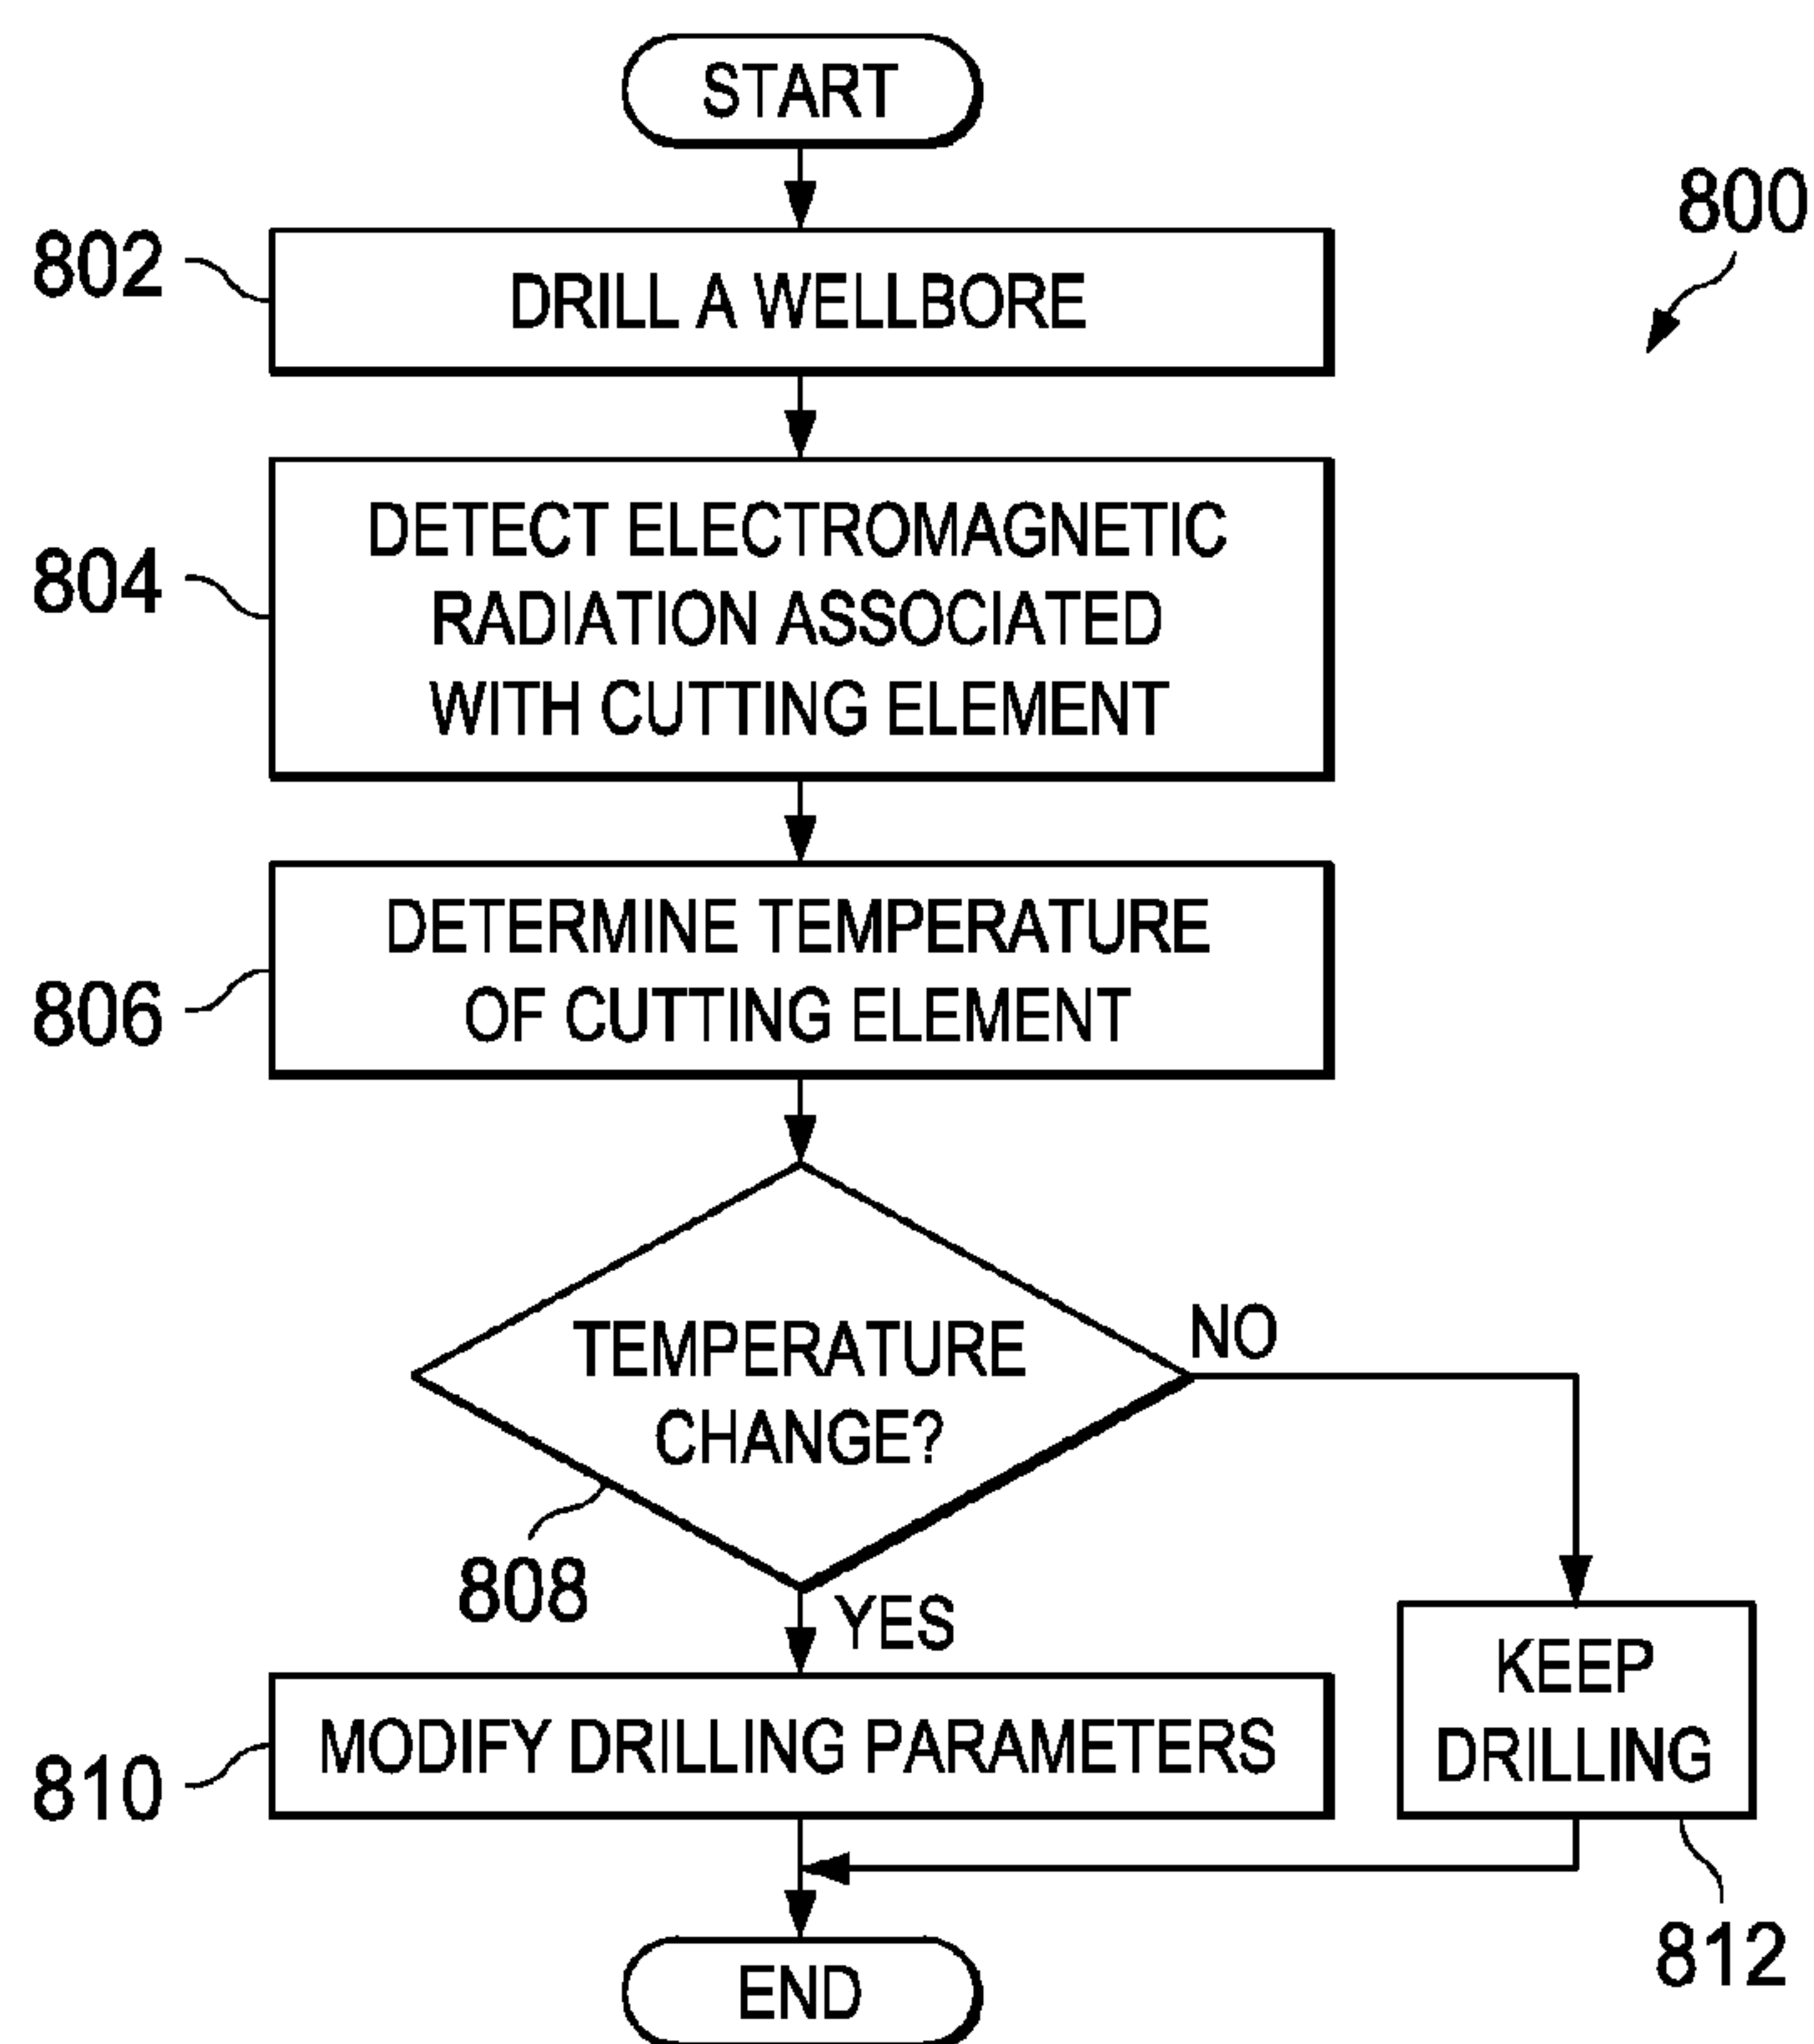 START
800
802
DRILL A WELLBORE
804
DETECT ELECTROMAGNETIC
RADIATION ASSOCIATED
WITH CUTTING ELEMENT
806
DETERMINE TEMPERATURE
OF CUTTING ELEMENT
TEMPERATURE
CHANGE?
NO
808
YES
KEEP
DRILLING
810
MODIFY DRILLING PARAMETERS
812
END